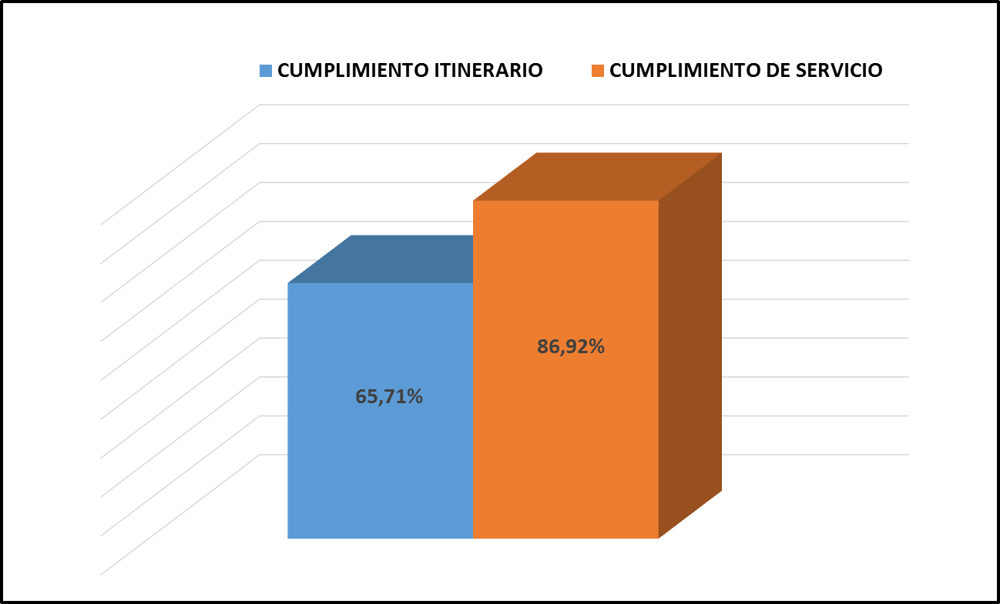 CUMPLIMIENTO ITINERARIO CUMPLIMIENTO DE SERVICIO
86,92%
65,71%